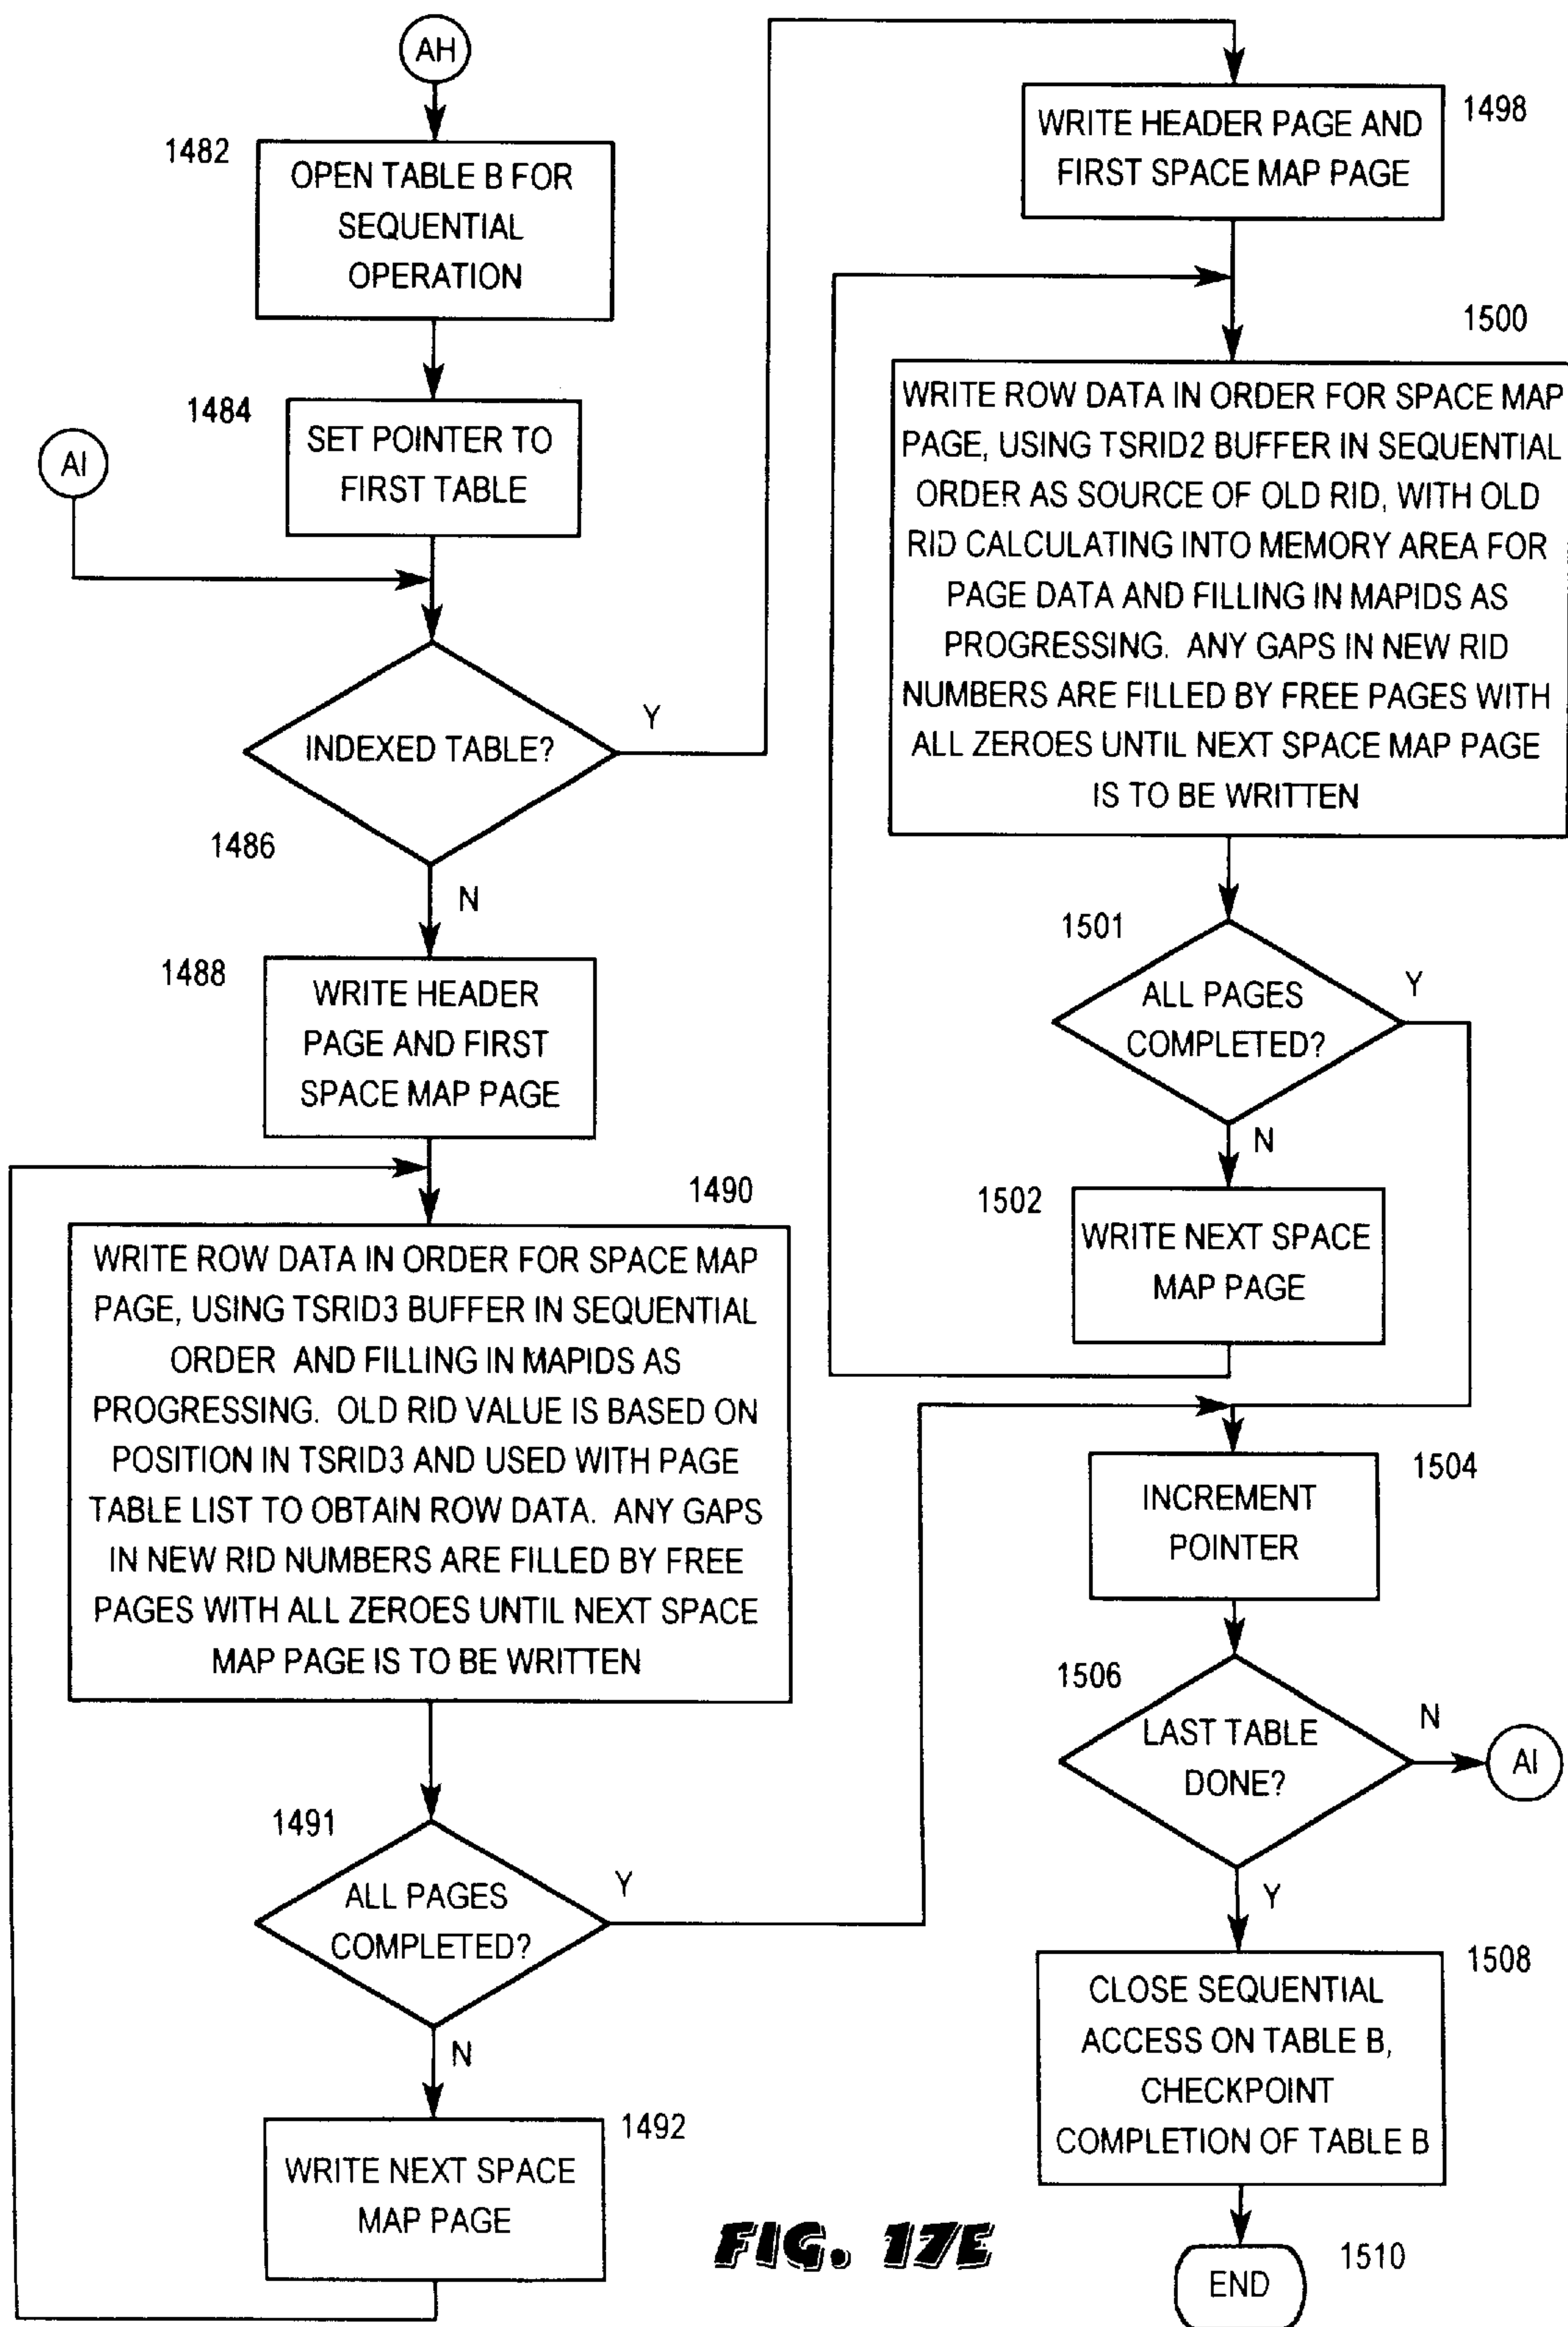 AH
1482
OPEN TABLE B FOR
SEQUENTIAL
OPERATION
1484
SET POINTER TO
FIRST TABLE
AI
INDEXED TABLE?
Y
1486
N
1488
WRITE HEADER
PAGE AND FIRST
SPACE MAP PAGE
1490
WRITE ROW DATA IN ORDER FOR SPACE MAP
PAGE, USING TSRID3 BUFFER IN SEQUENTIAL
ORDER AND FILLING IN MAPIDS AS
PROGRESSING. OLD RID VALUE IS BASED ON
POSITION IN TSRID3 AND USED WITH PAGE
TABLE LIST TO OBTAIN ROW DATA. ANY GAPS
IN NEW RID NUMBERS ARE FILLED BY FREE
PAGES WITH ALL ZEROES UNTIL NEXT SPACE
MAP PAGE IS TO BE WRITTEN
1491
ALL PAGES
COMPLETED?
Y
N
1492
WRITE NEXT SPACE
MAP PAGE
1498
WRITE HEADER PAGE AND
FIRST SPACE MAP PAGE
1500
WRITE ROW DATA IN ORDER FOR SPACE MAP
PAGE, USING TSRID2 BUFFER IN SEQUENTIAL
ORDER AS SOURCE OF OLD RID, WITH OLD
RID CALCULATING INTO MEMORY AREA FOR
PAGE DATA AND FILLING IN MAPIDS AS
PROGRESSING. ANY GAPS IN NEW RID
NUMBERS ARE FILLED BY FREE PAGES WITH
ALL ZEROES UNTIL NEXT SPACE MAP PAGE
IS TO BE WRITTEN
1501
ALL PAGES
COMPLETED?
Y
N
1502
WRITE NEXT SPACE
MAP PAGE
1504
INCREMENT
POINTER
1506
LAST TABLE
DONE?
N
AI
Y
1508
CLOSE SEQUENTIAL
ACCESS ON TABLE B,
CHECKPOINT
COMPLETION OF TABLE B
1510
END
FIG. 17E